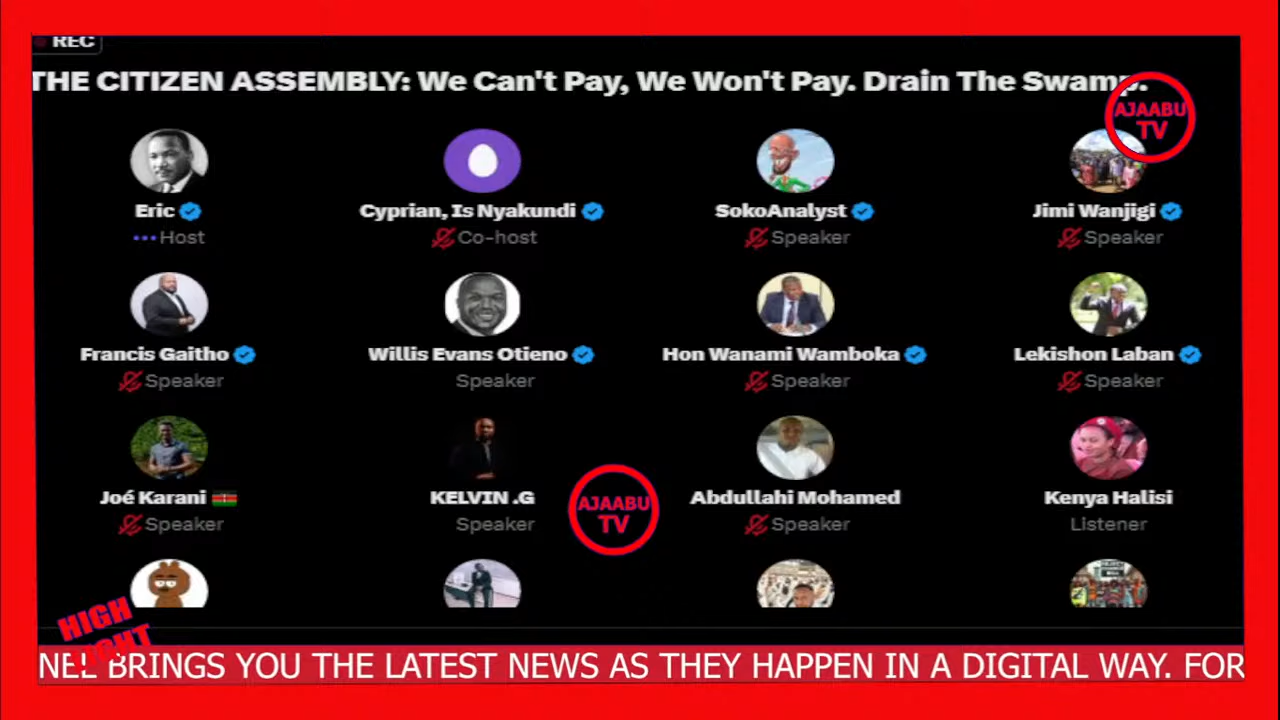 REC
THE CITIZEN ASSEMBLY: We Can't Pay, We Won't Pay. Drain The Swamp.
AJAABU
TV
Eric
Cyprian, Is Nyakundi
SokoAnalyst
Jimi Wanjigi
Host
Co-host
Speaker
Speaker
Francis Gaitho
Willis Evans Otieno
Hon Wanami Wamboka
Lekishon Laban
Speaker
Speaker
Speaker
Speaker
Joé Karani
KELVIN .G
Abdullahi Mohamed
Kenya Halisi
Speaker
Speaker
Speaker
Listener
AJAABU
TV
HIGH
NEL BRINGS YOU THE LATEST NEWS AS THEY HAPPEN IN A DIGITAL WAY. FOR